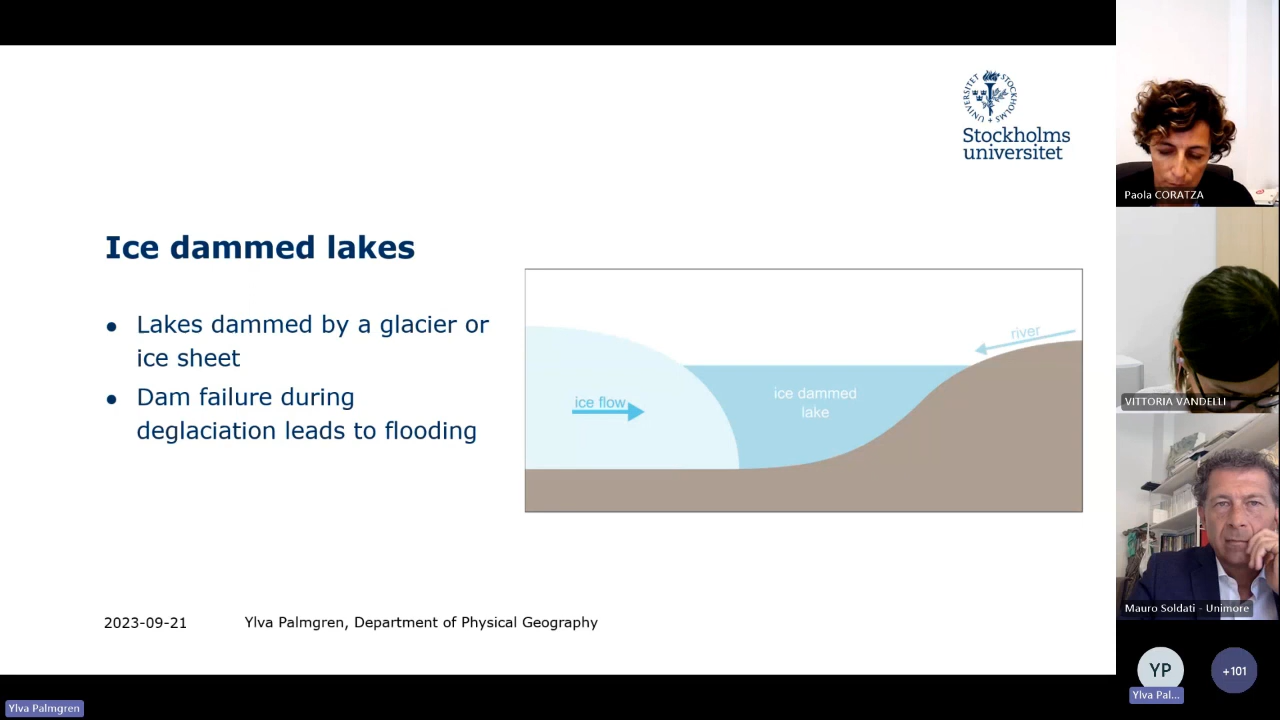 UNIVERSITET
STOCKHOLMS
Stockholms
universitet
Ice dammed lakes
• Lakes dammed by a glacier or
ice sheet
• Dam failure during
deglaciation leads to flooding
river
ice dammed
lake
ice flow
2023-09-21 Ylva Palmgren, Department of Physical Geography
Ylva Palmgren
Paola CORATZA
VITTORIA VANDELLI
Mauro Soldati - Unimore
YP
+101
Ylva Pal...